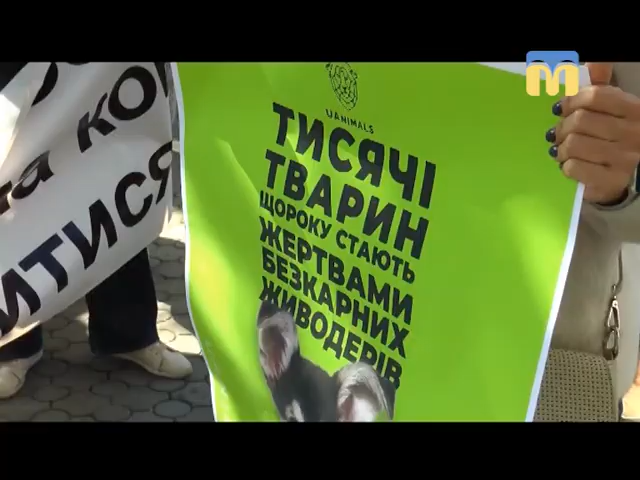 UANIMALS
ТИСЯЧІ
ТВАРИН
ЩОРОКУ СТАЮТЬ
ЖЕРТВАМИ
БЕЗКАРНИХ
ЖИВОДЕРІВ